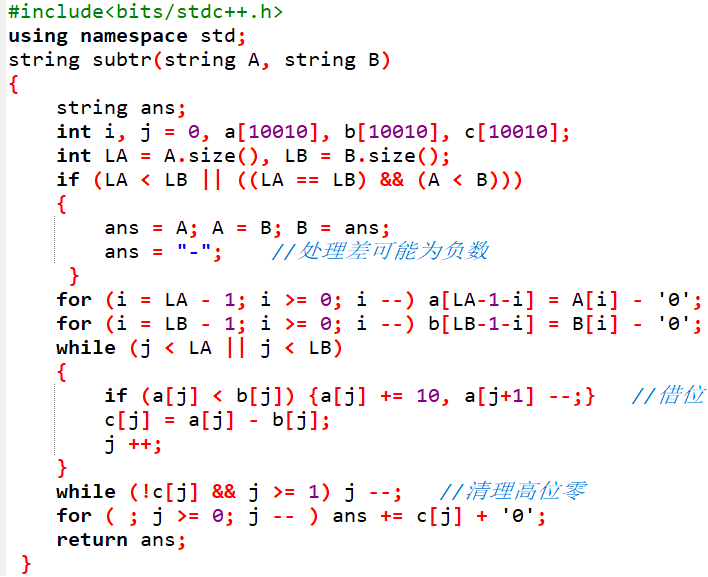 #include<bits/stdc++.h>
using namespace std;
string subtr(string A, string B)
{
    string ans;
    int i, j = 0, a[10010], b[10010], c[10010];
    int LA = A.size(), LB = B.size();
    if (LA < LB || ((LA == LB) && (A < B)))
    {
        ans = A; A = B; B = ans;
        ans = "-";    //处理差可能为负数
     }
    for (i = LA - 1; i >= 0; i --) a[LA-1-i] = A[i] - '0';
    for (i = LB - 1; i >= 0; i --) b[LB-1-i] = B[i] - '0';
    while (j < LA || j < LB)
    {
        if (a[j] < b[j]) {a[j] += 10, a[j+1] --;}   //借位
        c[j] = a[j] - b[j];
        j ++;
    }
    while (!c[j] && j >= 1) j --;   //清理高位零
    for ( ; j >= 0; j -- ) ans += c[j] + '0';
    return ans;
 }